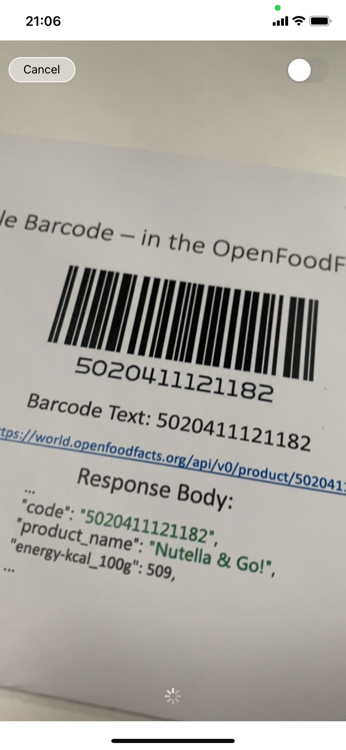 21:06
Cancel
le Barcode – in the OpenFoodF
5020411121182
Barcode Text: 5020411121182
tps://world.openfoodfacts.org/api/v0/product/502041
Response Body:
...
"code": "5020411121182",
"product_name": "Nutella & Go!",
"energy-kcal_100g": 509,
...